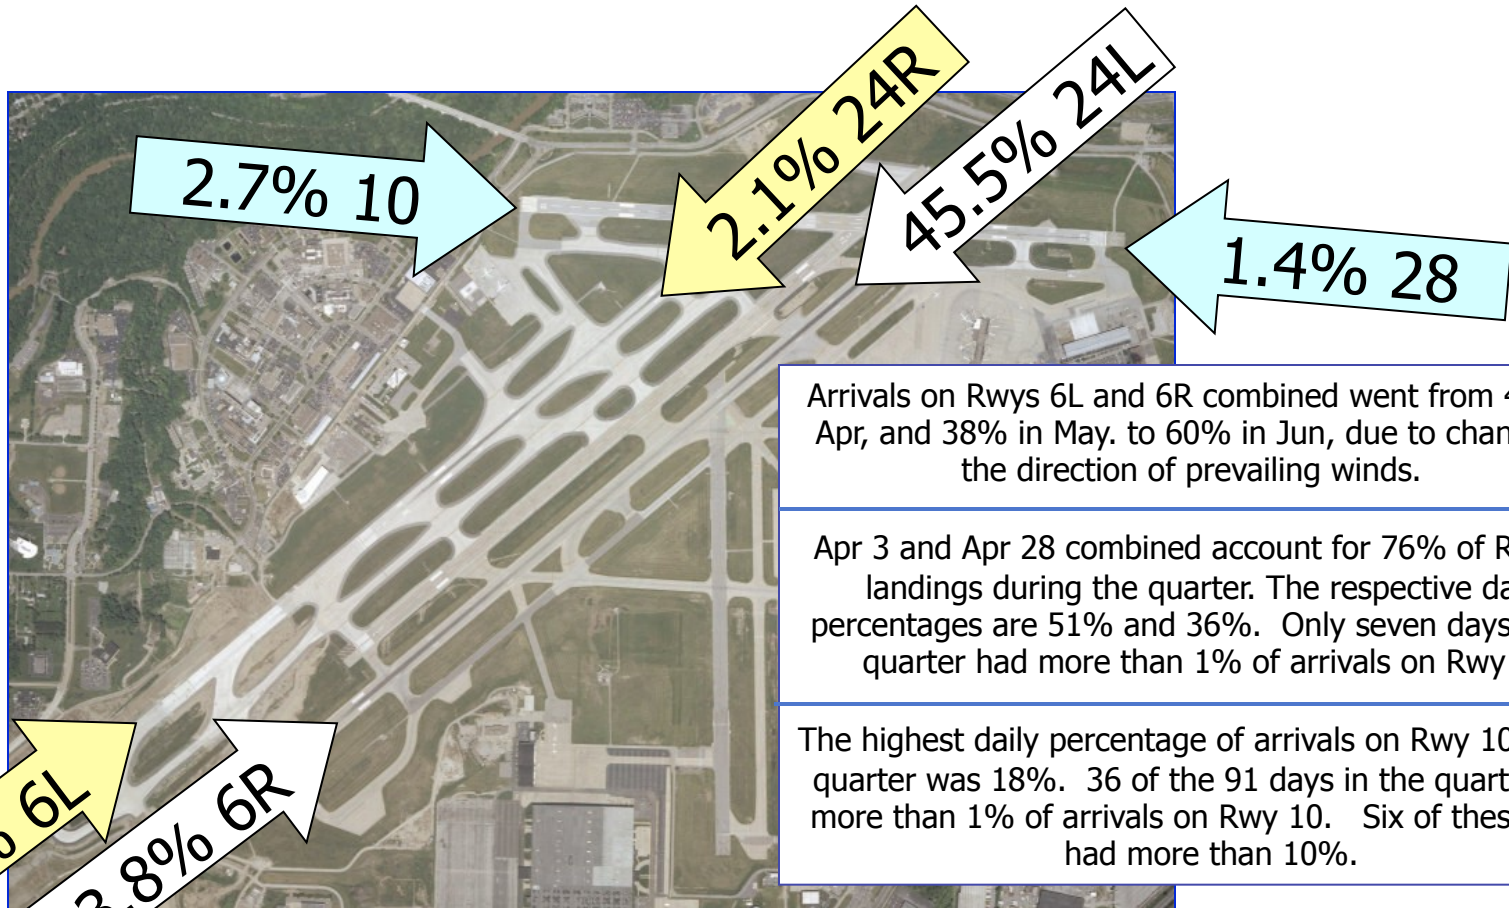 2.1% 24R
45.5% 24L
2.7% 10
1.4% 28
Arrivals on Rwys 6L and 6R combined went from
Apr, and 38% in May. to 60% in Jun, due to
the direction of prevailing winds.
Apr 3 and Apr 28 combined account for 76% of
landings during the quarter. The respective
percentages are 51% and 36%. Only seven days
quarter had more than 1% of arrivals on Rwy
The highest daily percentage of arrivals on Rwy 10
quarter was 18%. 36 of the 91 days in the
more than 1% of arrivals on Rwy 10. Six of
had more than 10%.
% 6L
3.8% 6R